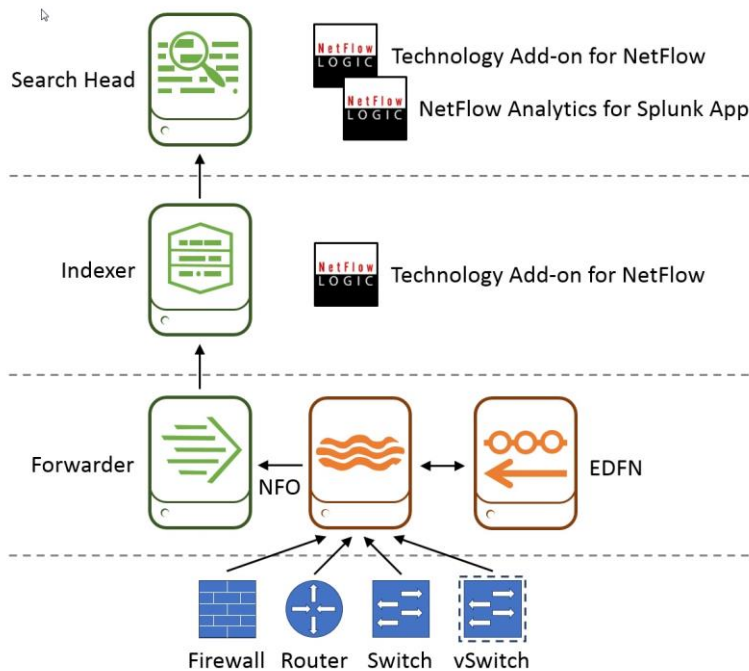 Search Head
NetFlow
LOGIC
Technology Add-on for NetFlow
NetFlow
LOGIC
NetFlow Analytics for Splunk App
Indexer
NetFlow
LOGIC
Technology Add-on for NetFlow
Forwarder
NFO
EDFN
Firewall
Router
Switch
vSwitch